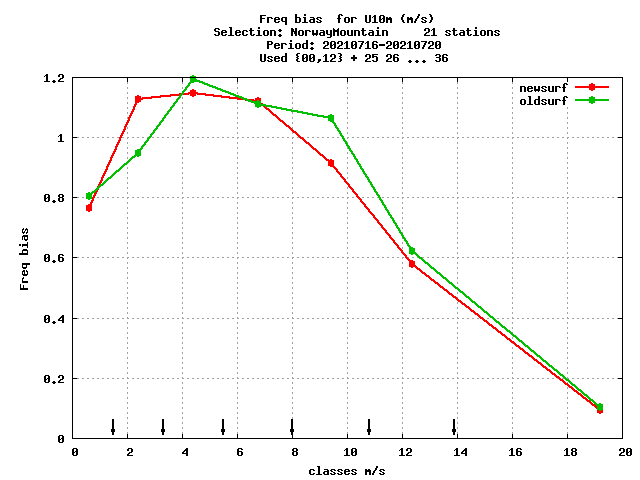 Freq bias  for U10m (m/s)
Selection: NorwayMountain     21 stations
Period: 20210716-20210720
Used {00,12} + 25 26 ... 36
newsurf
oldsurf
1.2
1
0.8
0.6
0.4
0.2
0
Freq bias
0 2 4 6 8 10 12 14 16 18 20
classes m/s